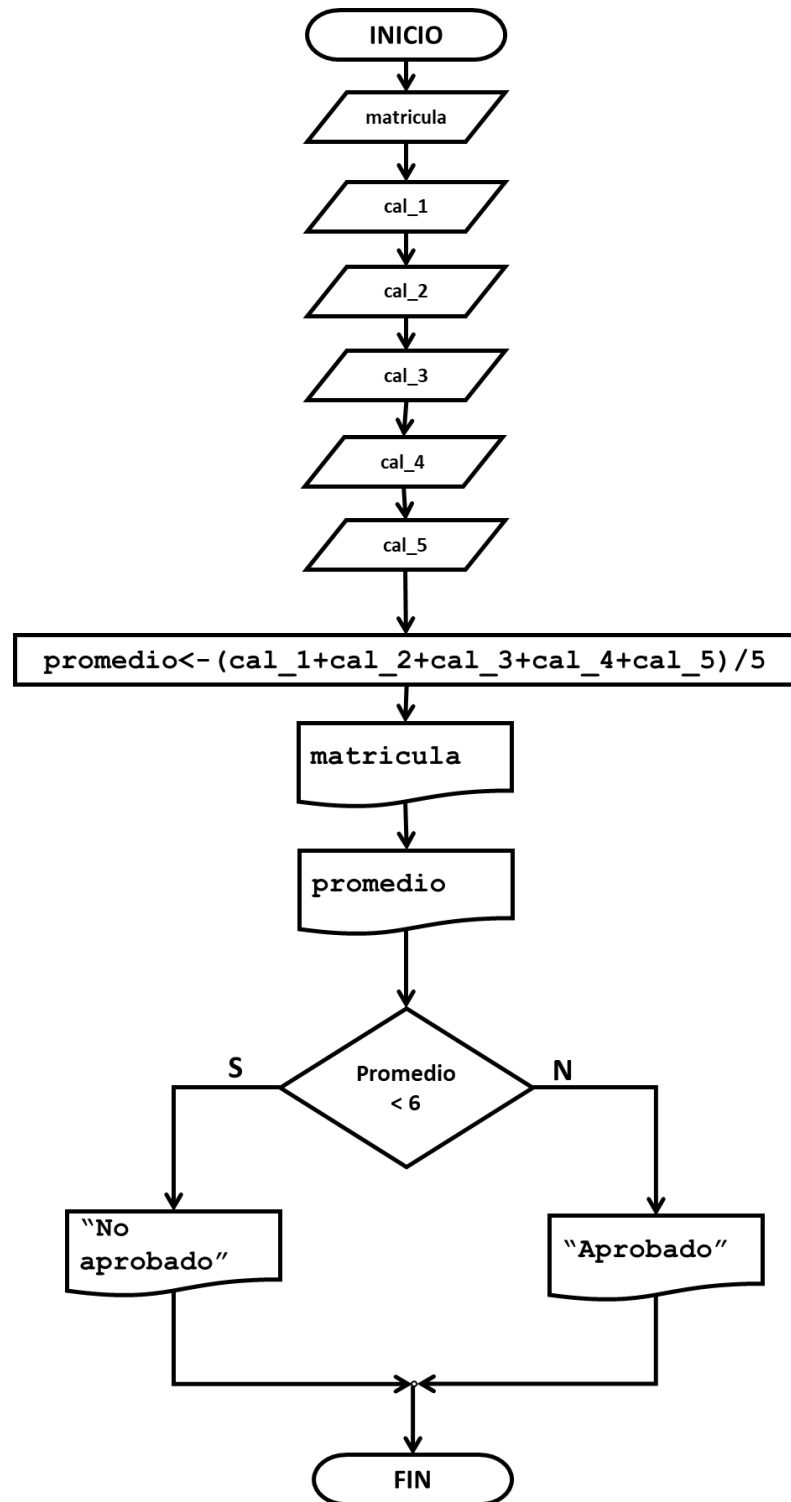 INICIO
matricula
cal_1
cal_2
cal_3
cal_4
cal_5
promedio<-(cal_1+cal_2+cal_3+cal_4+cal_5)/5
matricula
promedio
S
N
Promedio
< 6
“No
aprobado”
“Aprobado”
FIN